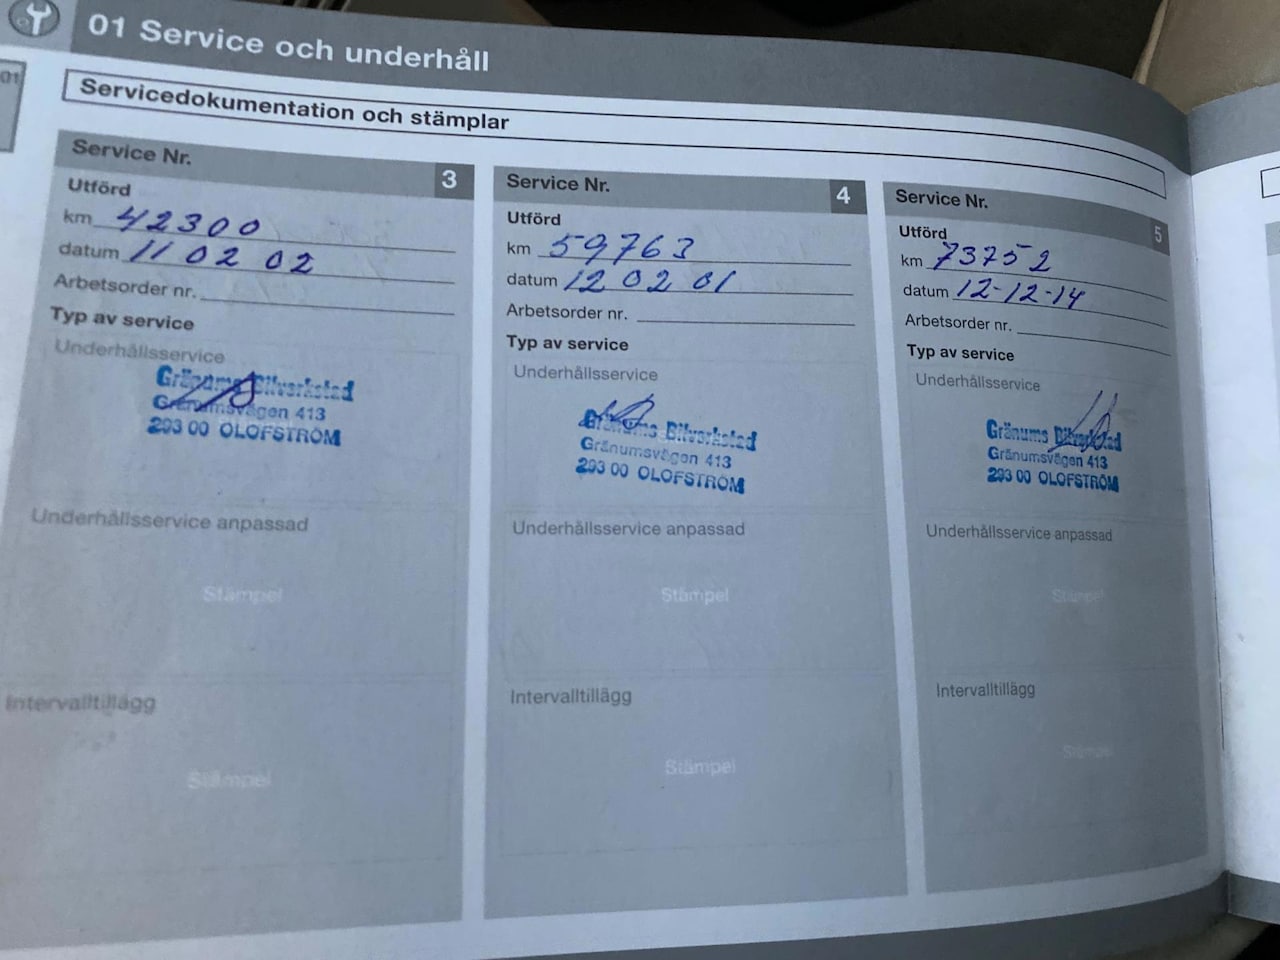 01 Service och underhåll
01
Servicedokumentation och stämplar
Service Nr. 3
Utförd
km 42300
datum 11 02 02
Arbetsorder nr.
Typ av service
Underhållsservice
Gränums Bilverkstad
Gränumsvägen 413
293 00 OLOFSTRÖM
Underhållsservice anpassad
Stämpel
Intervalltillägg
Stämpel
Service Nr. 4
Utförd
km 59763
datum 12 02 01
Arbetsorder nr.
Typ av service
Underhållsservice
Gränums Bilverkstad
Gränumsvägen 413
293 00 OLOFSTRÖM
Underhållsservice anpassad
Stämpel
Intervalltillägg
Stämpel
Service Nr. 5
Utförd
km 73752
datum 12-12-14
Arbetsorder nr.
Typ av service
Underhållsservice
Gränums Bilverkstad
Gränumsvägen 413
293 00 OLOFSTRÖM
Underhållsservice anpassad
Stämpel
Intervalltillägg
Stämpel